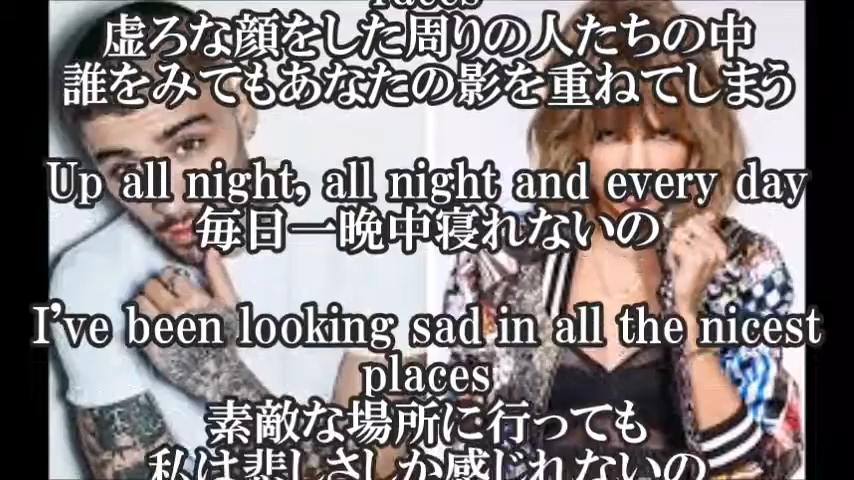 虚ろな顔をした周りの人たちの中
誰をみてもあなたの影を重ねてしまう
Up all night, all night and every day
毎日一晩中寝れないの
I've been looking sad in all the nicest
places
素敵な場所に行っても
私は悲しさしか感じれないの